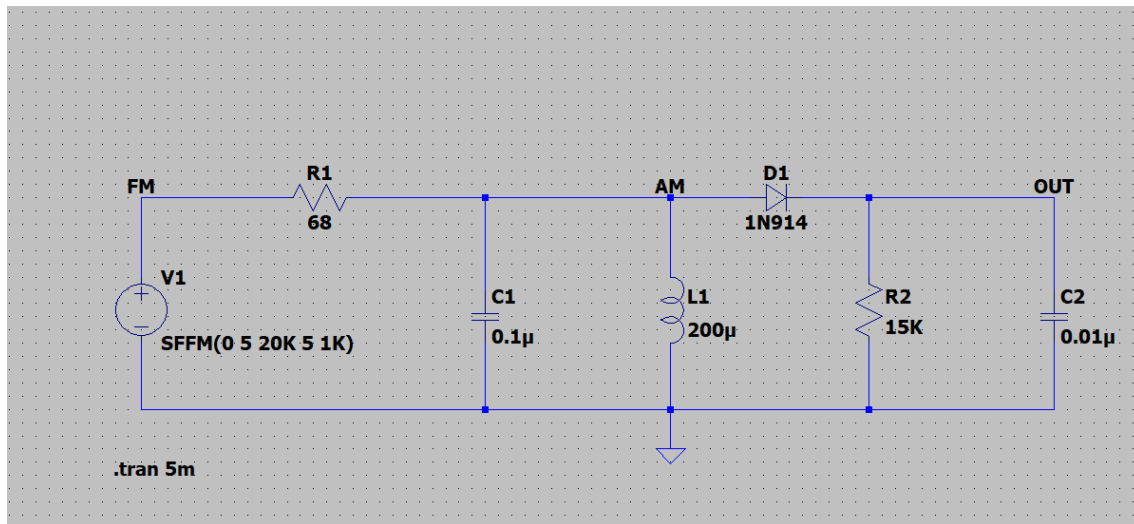 FM
R1
68
AM
D1
1N914
OUT
V1
SFFM(0 5 20K 5 1K)
C1
0.1µ
L1
200µ
R2
15K
C2
0.01µ
.tran 5m